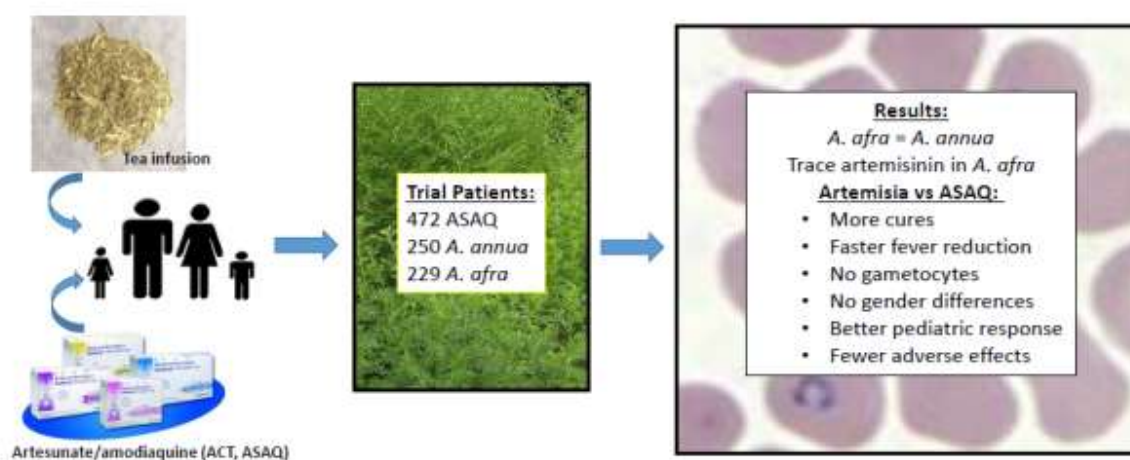 Tea infusion
Artesunate/amodiaquine (ACT, ASAQ)
Trial Patients:
472 ASAQ
250 A. annua
229 A. afra
Results:
A. afra = A. annua
Trace artemisinin in A. afra
Artemisia vs ASAQ:
• More cures
• Faster fever reduction
• No gametocytes
• No gender differences
• Better pediatric response
• Fewer adverse effects